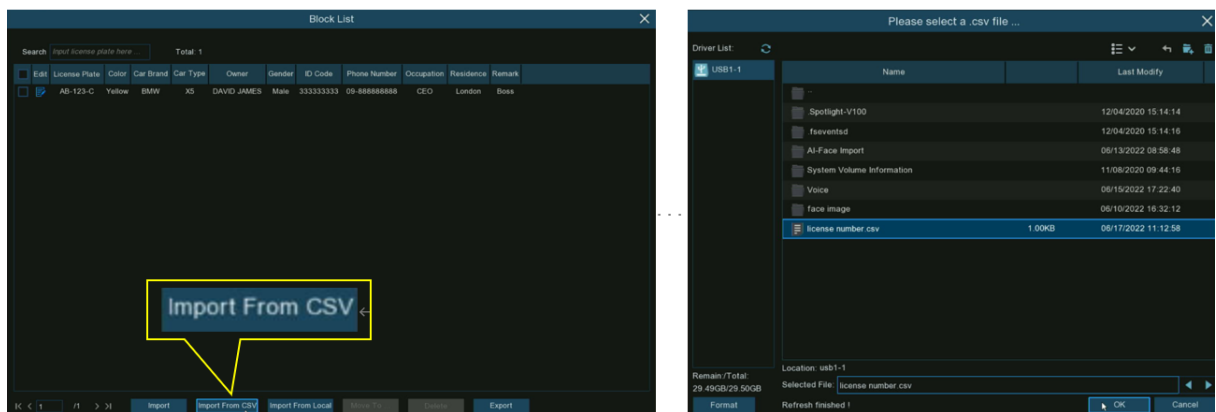 Block List
Search Input license plate here ... Total: 1
Edit License Plate Color Car Brand Car Type Owner Gender ID Code Phone Number Occupation Residence Remark
AB-123-C Yellow BMW X5 DAVID JAMES Male 333333333 09-888888888 CEO London Boss
Import From CSV
1 /1 Import Import From CSV Import From Local Move To... Delete Export
...
Please select a .csv file ...
Driver List:
USB1-1
Name Last Modify
..
.Spotlight-V100 12/04/2020 15:14:14
.fseventsd 12/04/2020 15:14:16
AI-Face Import 06/13/2022 08:58:48
System Volume Information 11/08/2020 09:44:16
Voice 06/15/2022 17:22:40
face image 06/10/2022 16:32:12
license number.csv 1.00KB 08/17/2022 11:12:58
Location: usb1-1
Remain:/Total:
29.49GB/29.50GB
Selected File: license number.csv
Format Refresh finished ! OK Cancel